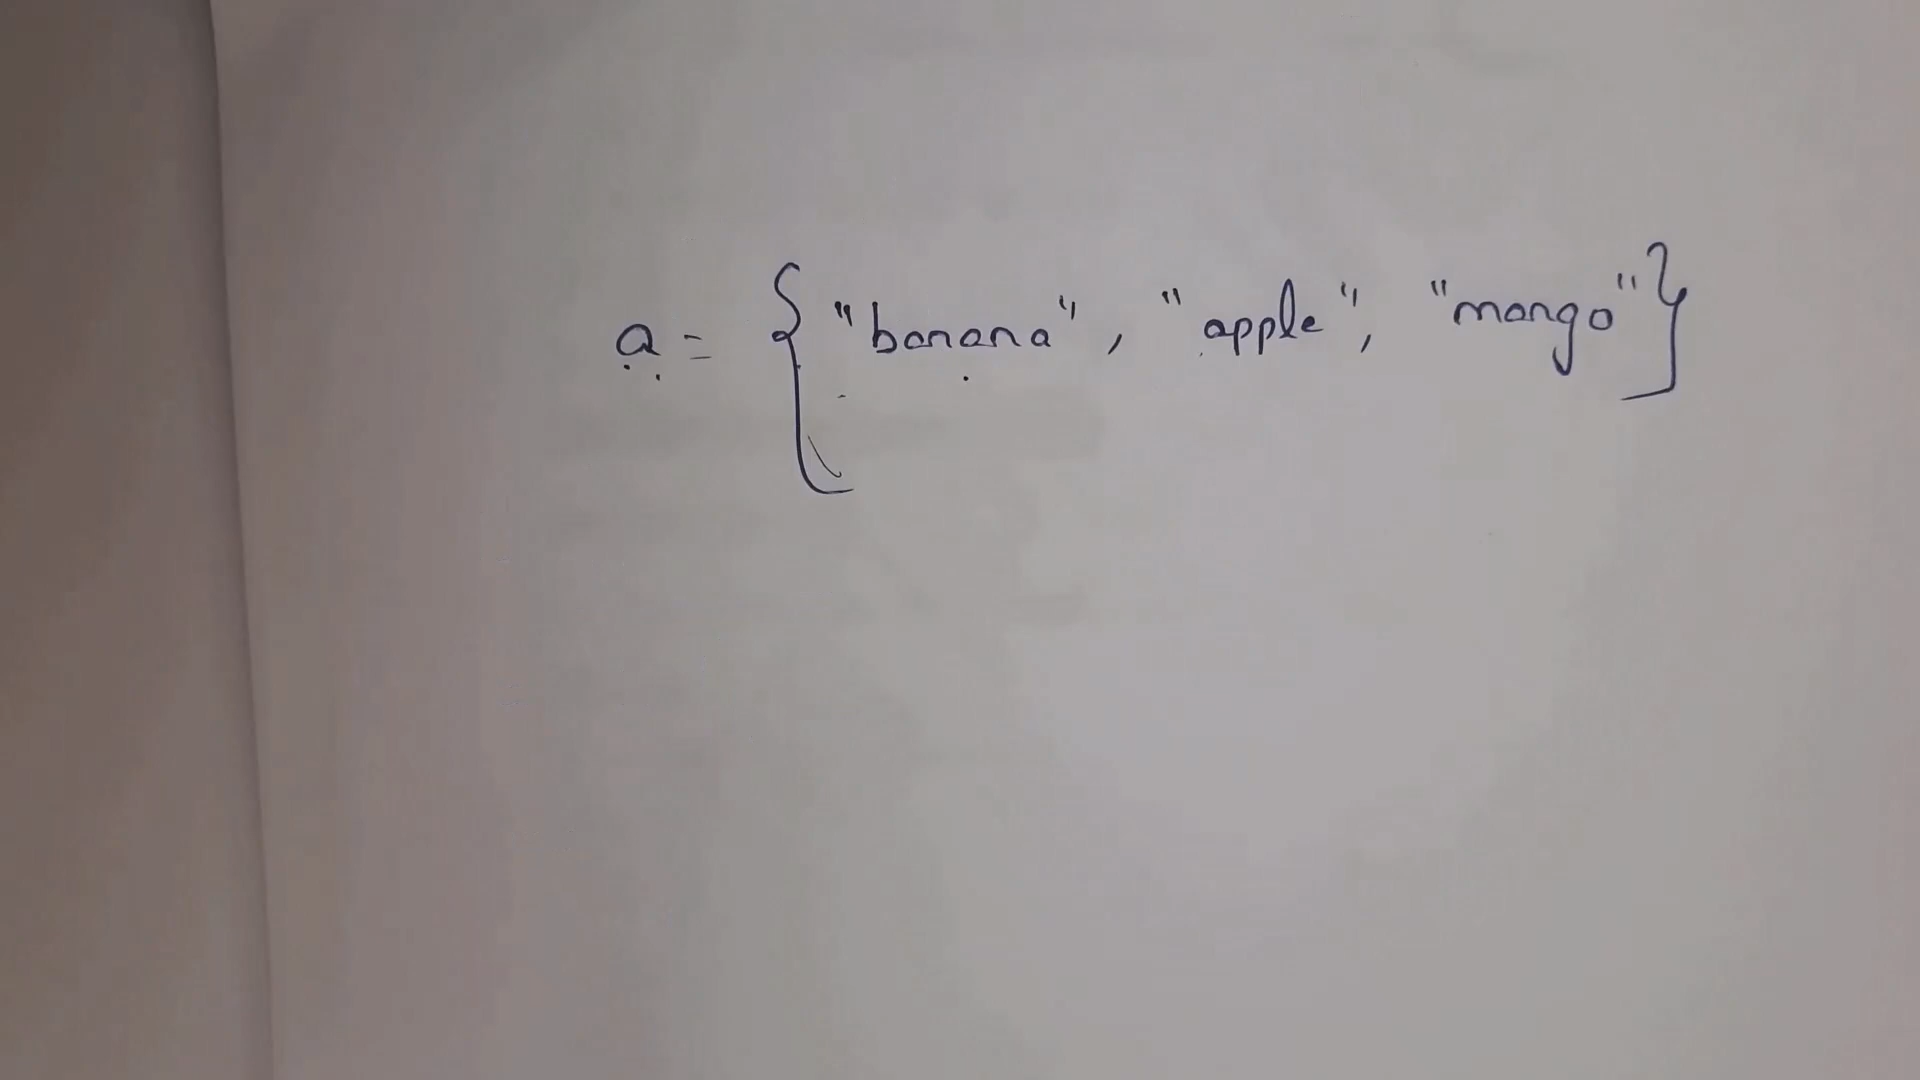 a = { "banana", "apple", "mango" }